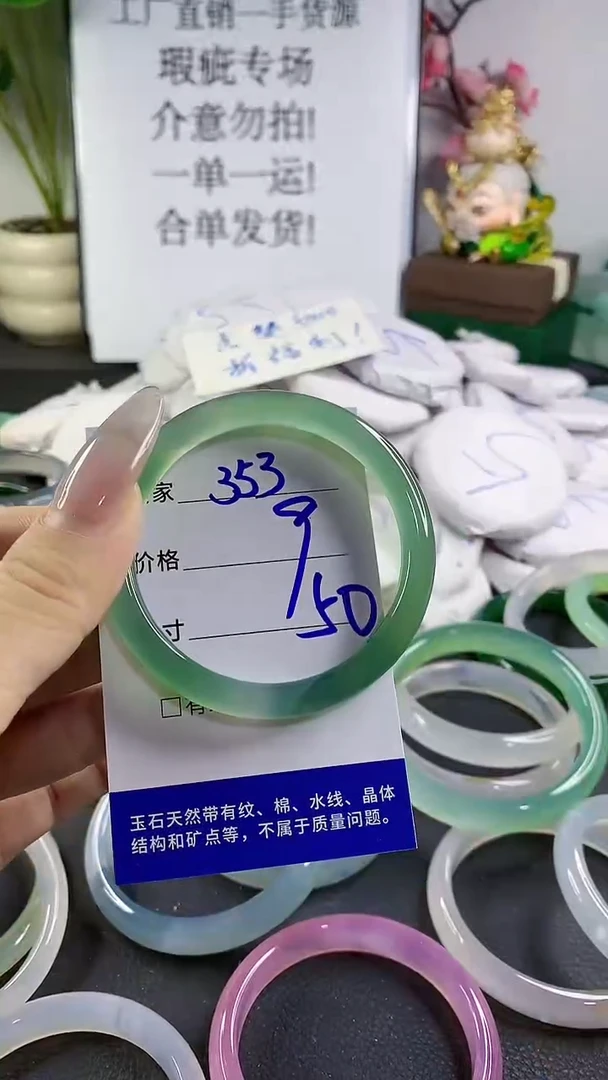 工厂直销一手货源
瑕疵专场
介意勿拍!
一单一运!
合单发货!
家 353
价格 9
寸 50
□有
玉石天然带有纹、棉、水线、晶体
结构和矿点等，不属于质量问题。